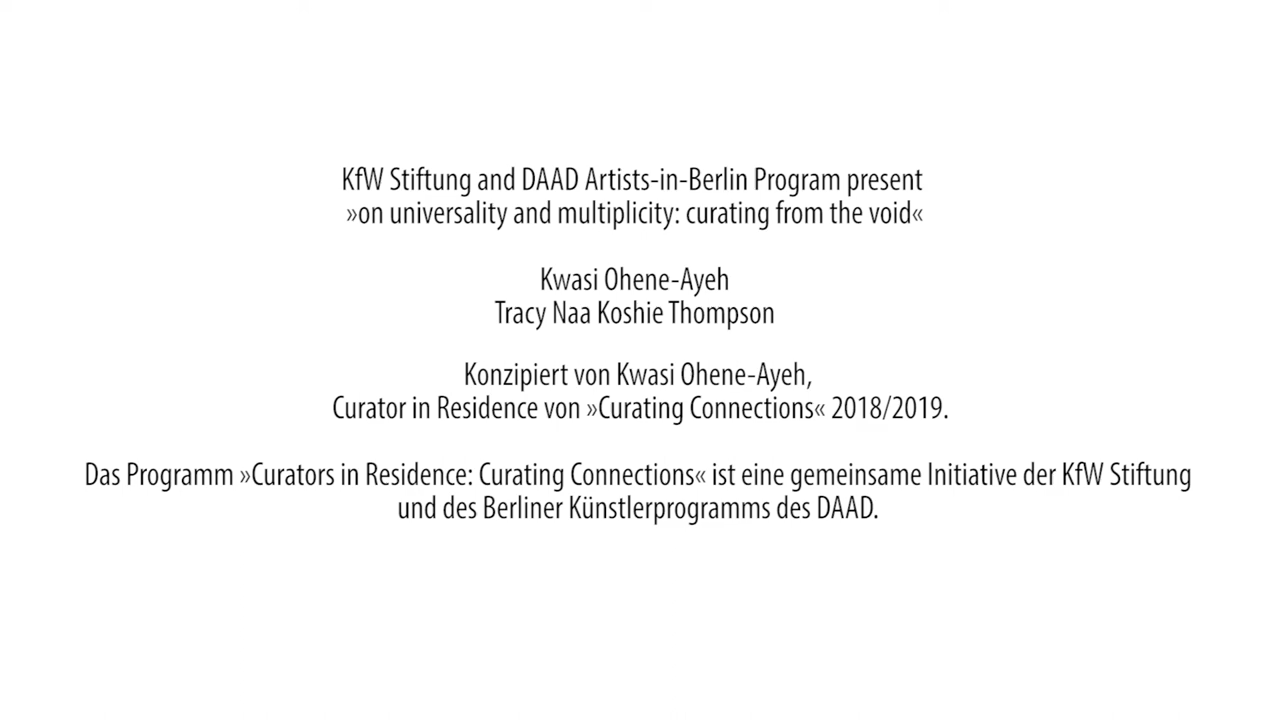 KfW Stiftung and DAAD Artists-in-Berlin Program present
»on universality and multiplicity: curating from the void«
Kwasi Ohene-Ayeh
Tracy Naa Koshie Thompson
Konzipiert von Kwasi Ohene-Ayeh,
Curator in Residence von »Curating Connections« 2018/2019.
Das Programm »Curators in Residence: Curating Connections« ist eine gemeinsame Initiative der KfW Stiftung
und des Berliner Künstlerprogramms des DAAD.